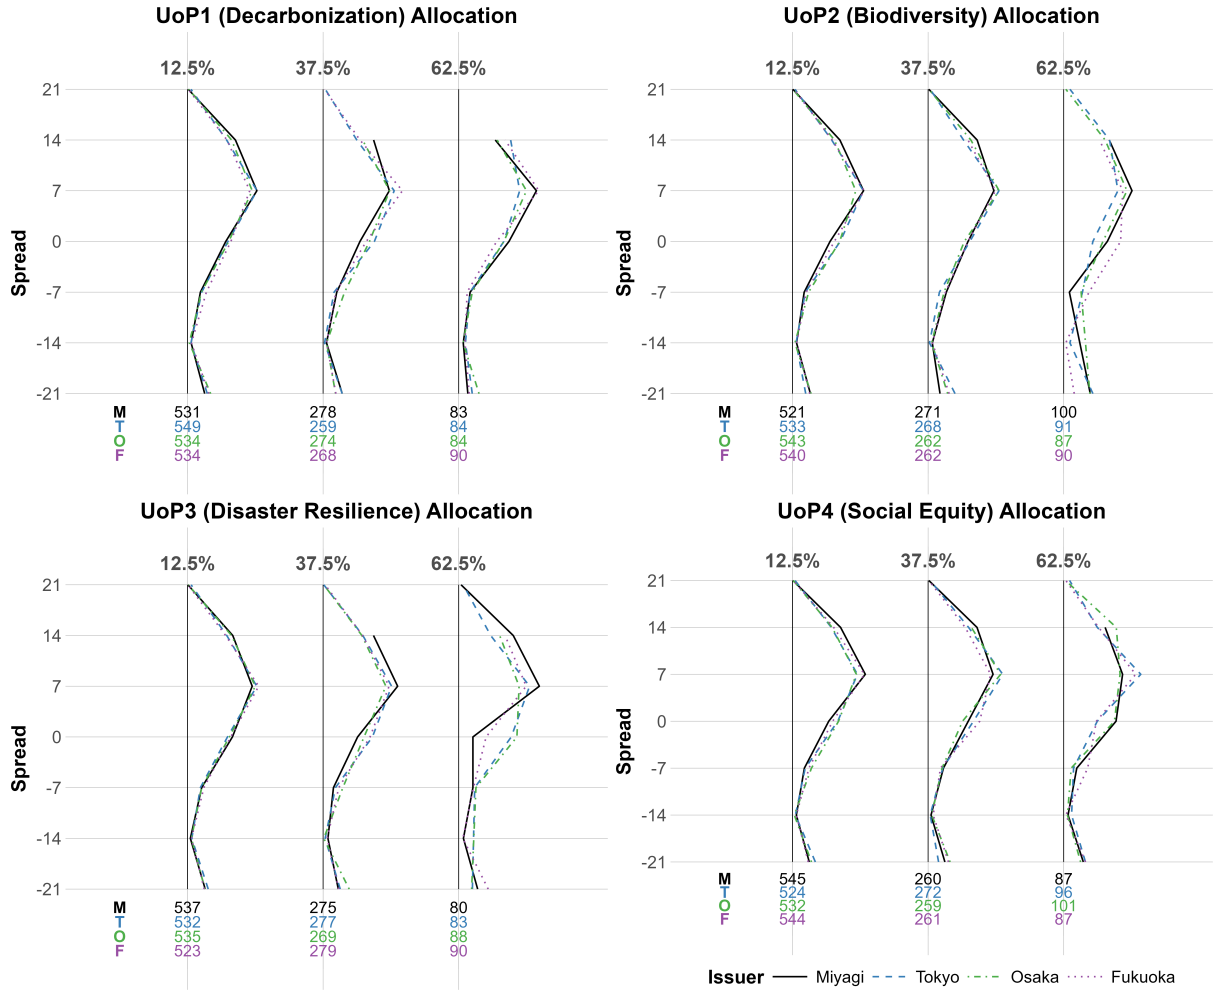 UoP1 (Decarbonization) Allocation
12.5% 37.5% 62.5%
21
14
7
0
-7
-14
-21
Spread
M 531 278 83
T 549 259 84
O 534 274 84
F 534 268 90
UoP2 (Biodiversity) Allocation
12.5% 37.5% 62.5%
21
14
7
0
-7
-14
-21
Spread
M 521 271 100
T 533 268 91
O 543 262 87
F 540 262 90
UoP3 (Disaster Resilience) Allocation
12.5% 37.5% 62.5%
21
14
7
0
-7
-14
-21
Spread
M 537 275 80
T 532 277 83
O 535 269 88
F 523 279 90
UoP4 (Social Equity) Allocation
12.5% 37.5% 62.5%
21
14
7
0
-7
-14
-21
Spread
M 545 260 87
T 524 272 96
O 532 259 101
F 544 261 87
Issuer Miyagi Tokyo Osaka Fukuoka